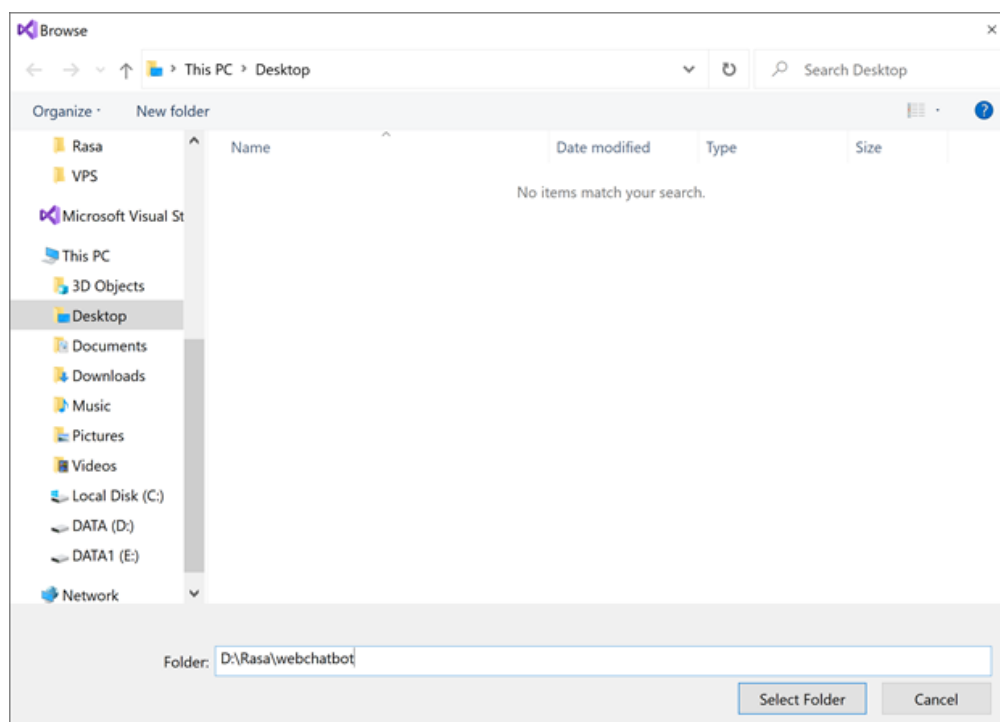 Browse
This PC > Desktop
Search Desktop
Organize
New folder
Name
Date modified
Type
Size
No items match your search.
Rasa
VPS
Microsoft Visual St
This PC
3D Objects
Desktop
Documents
Downloads
Music
Pictures
Videos
Local Disk (C:)
DATA (D:)
DATA1 (E:)
Network
Folder: D:\Rasa\webchatbot
Select Folder
Cancel